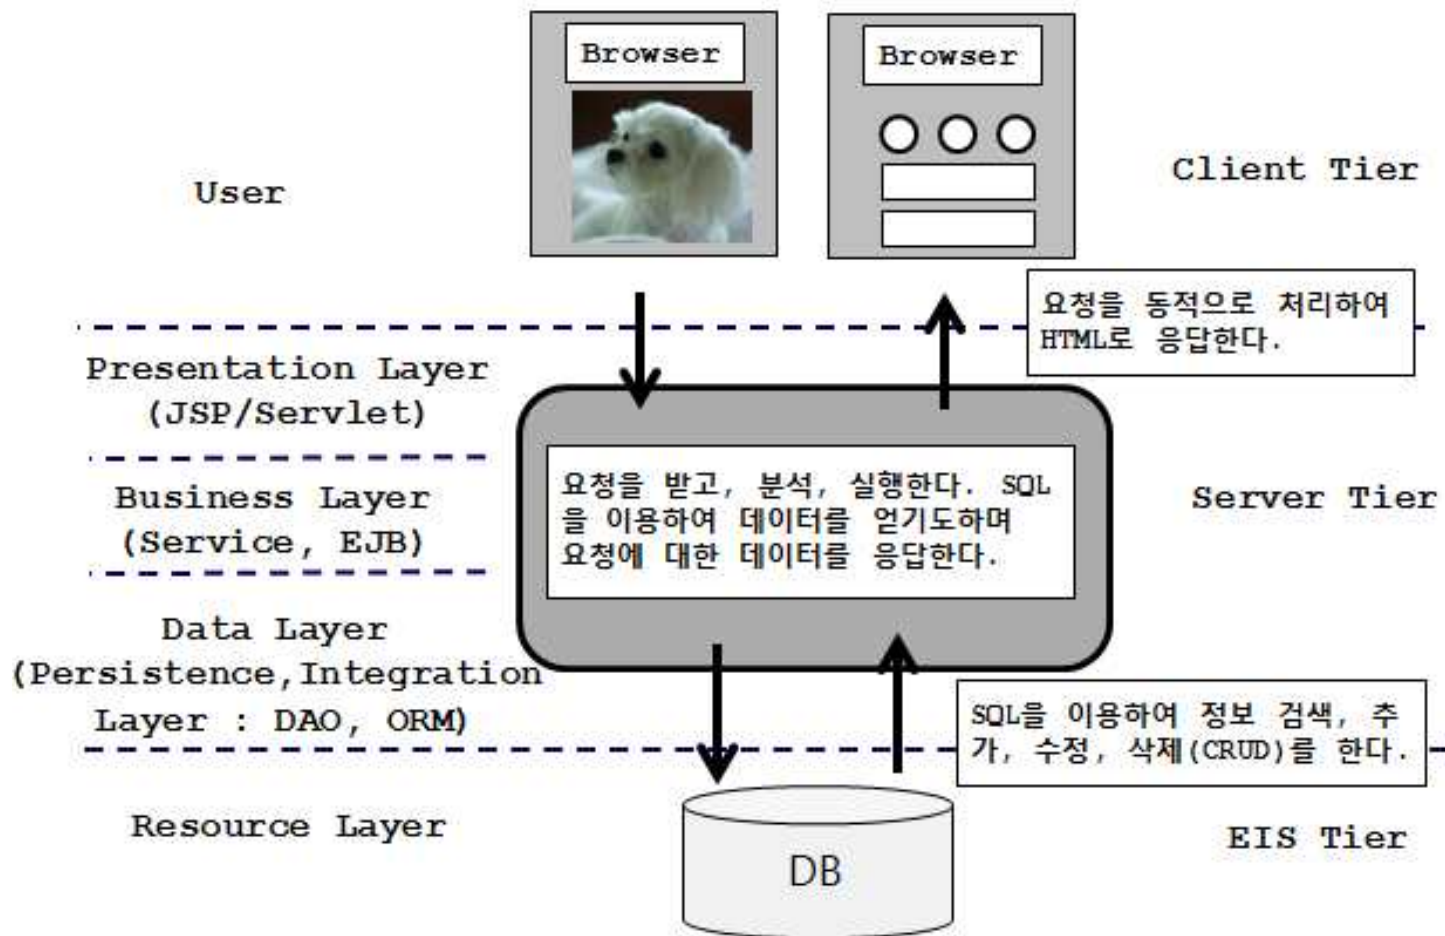 Browser
Browser
User
Client Tier
요청을 동적으로 처리하여
HTML로 응답한다.
Presentation Layer
(JSP/Servlet)
요청을 받고, 분석, 실행한다. SQL
을 이용하여 데이터를 얻기도하며
요청에 대한 데이터를 응답한다.
Business Layer
(Service, EJB)
Server Tier
Data Layer
(Persistence,Integration
Layer : DAO, ORM)
SQL을 이용하여 정보 검색, 추
가, 수정, 삭제(CRUD)를 한다.
Resource Layer
DB
EIS Tier